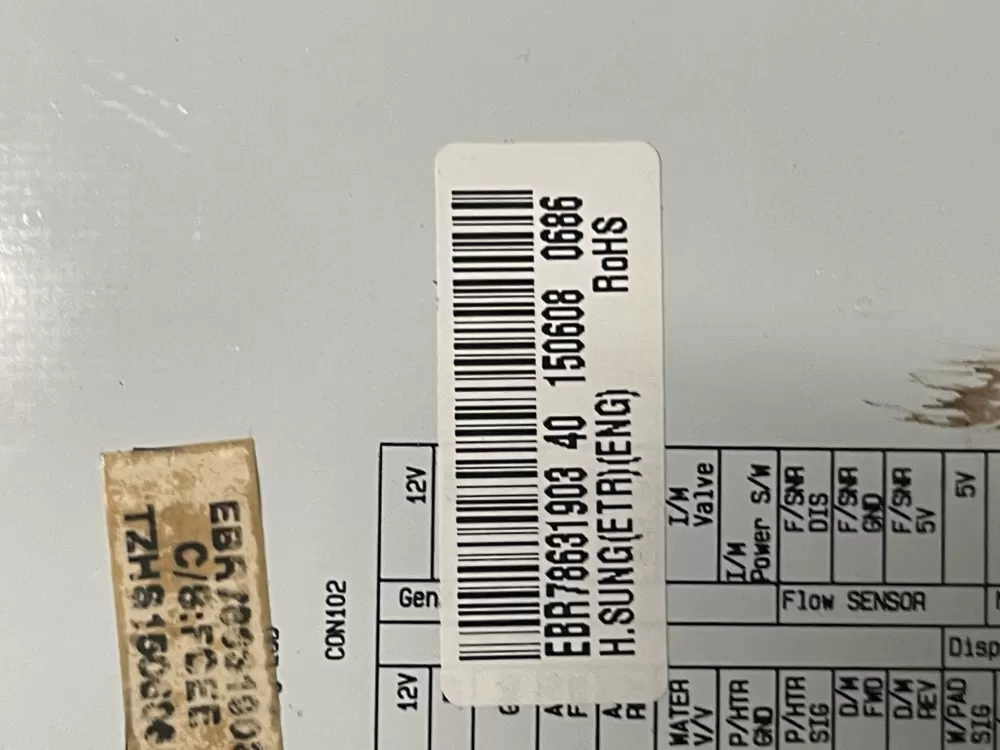 EBR78631903 40 150608 0686
H.SUNG(ETR)(ENG) RoHS
CON102
12V
Gen
I/M Valve
I/M Power S/W
F/SNR DIS
F/SNR GND
F/SNR 5V
5V
Flow SENSOR
Disp
12V
WATER V/V
P/HTR GND
P/HTR SIG
D/M FWD
D/M REV
W/PAD SIG